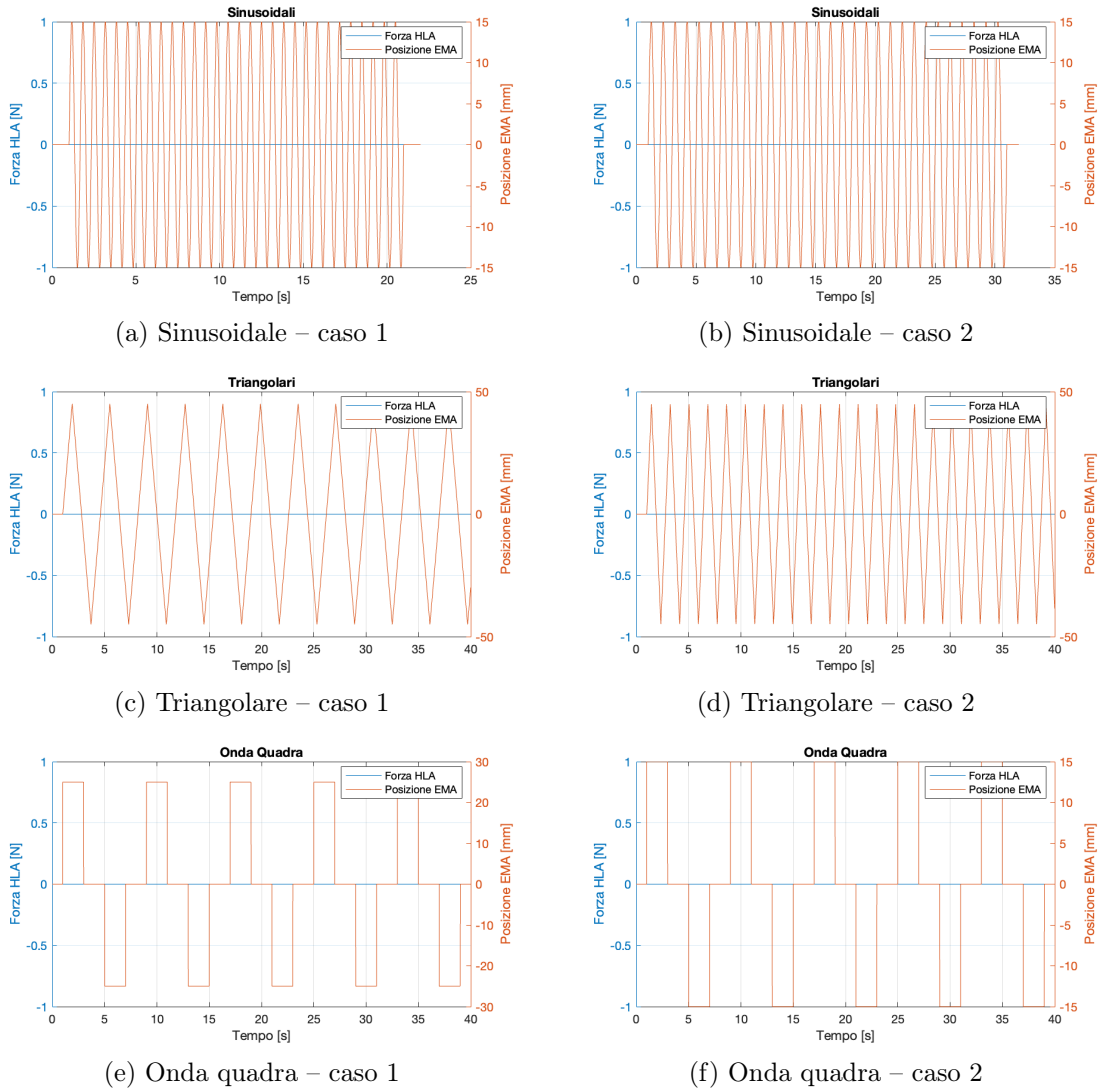 Sinusoidali
Forza HLA
Posizione EMA
Forza HLA [N]
1
0.5
0
-0.5
-1
15
10
5
0
-5
-10
-15
Posizione EMA [mm]
0 5 10 15 20 25
Tempo [s]
(a) Sinusoidale – caso 1
Sinusoidali
Forza HLA
Posizione EMA
Forza HLA [N]
1
0.5
0
-0.5
-1
15
10
5
0
-5
-10
-15
Posizione EMA [mm]
0 5 10 15 20 25 30 35
Tempo [s]
(b) Sinusoidale – caso 2
Triangolari
Forza HLA
Posizione EMA
Forza HLA [N]
1
0.5
0
-0.5
-1
50
0
-50
Posizione EMA [mm]
0 5 10 15 20 25 30 35 40
Tempo [s]
(c) Triangolare – caso 1
Triangolari
Forza HLA
Posizione EMA
Forza HLA [N]
1
0.5
0
-0.5
-1
50
0
-50
Posizione EMA [mm]
0 5 10 15 20 25 30 35 40
Tempo [s]
(d) Triangolare – caso 2
Onda Quadra
Forza HLA
Posizione EMA
Forza HLA [N]
1
0.5
0
-0.5
-1
30
20
10
0
-10
-20
-30
Posizione EMA [mm]
0 5 10 15 20 25 30 35 40
Tempo [s]
(e) Onda quadra – caso 1
Onda Quadra
Forza HLA
Posizione EMA
Forza HLA [N]
1
0.5
0
-0.5
-1
15
10
5
0
-5
-10
-15
Posizione EMA [mm]
0 5 10 15 20 25 30 35 40
Tempo [s]
(f) Onda quadra – caso 2